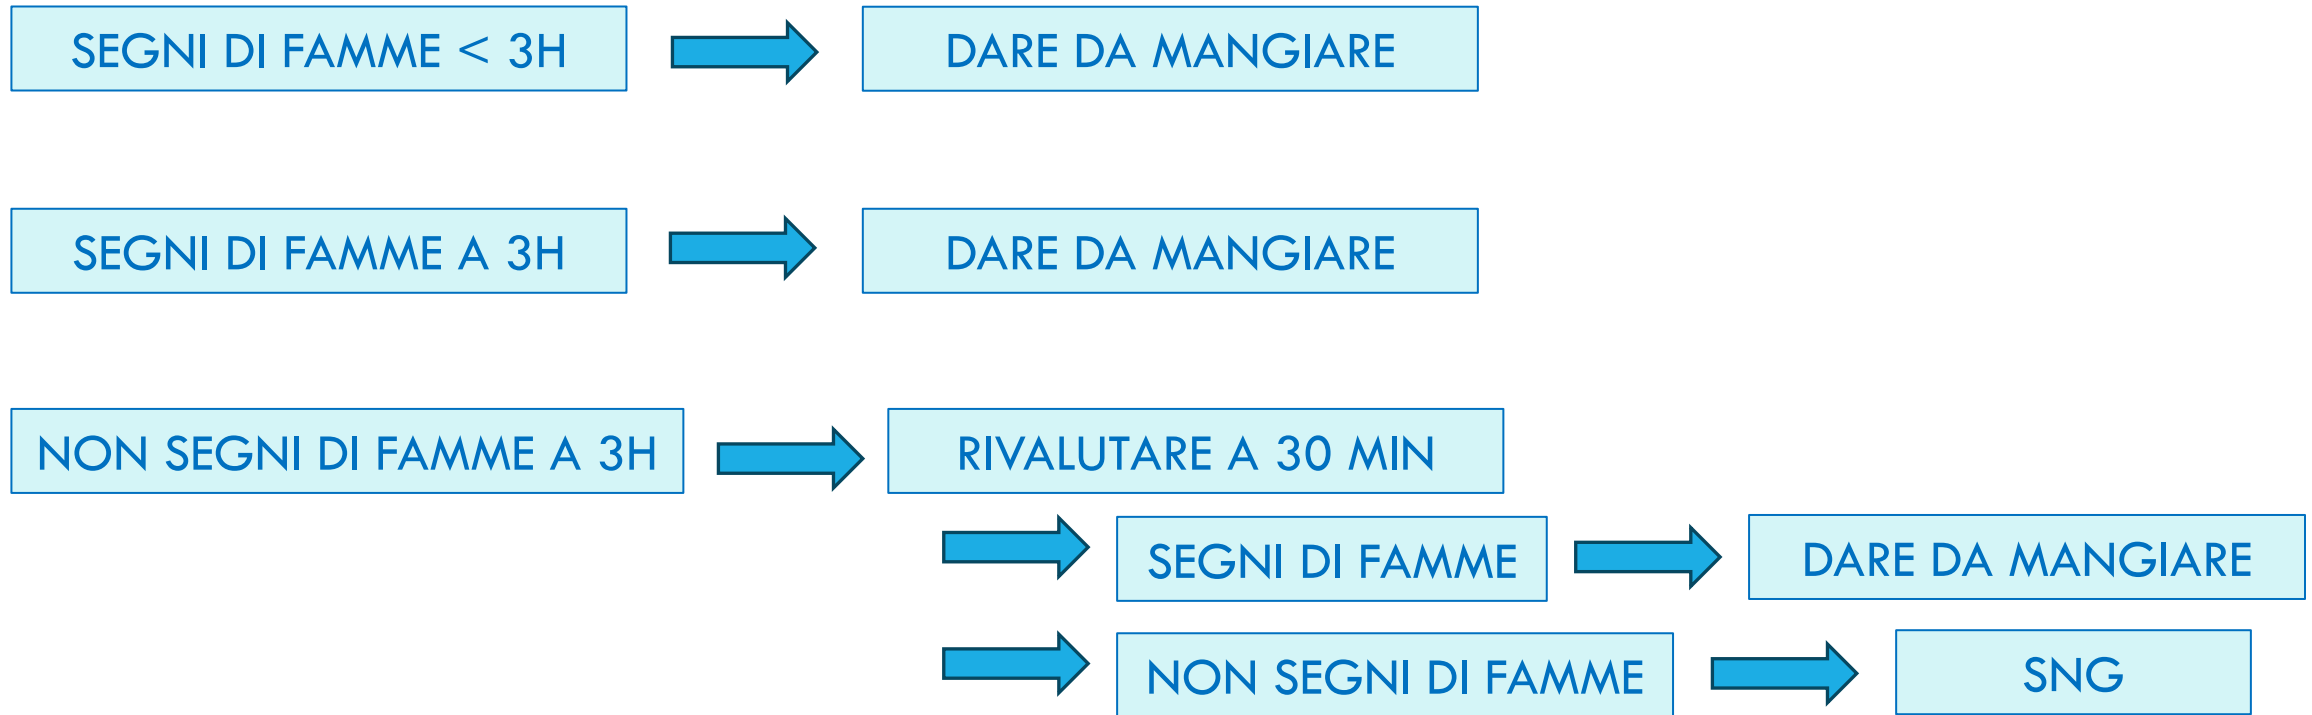 SEGNI DI FAMME < 3H
DARE DA MANGIARE
SEGNI DI FAMME A 3H
DARE DA MANGIARE
NON SEGNI DI FAMME A 3H
RIVALUTARE A 30 MIN
SEGNI DI FAMME
DARE DA MANGIARE
NON SEGNI DI FAMME
SNG